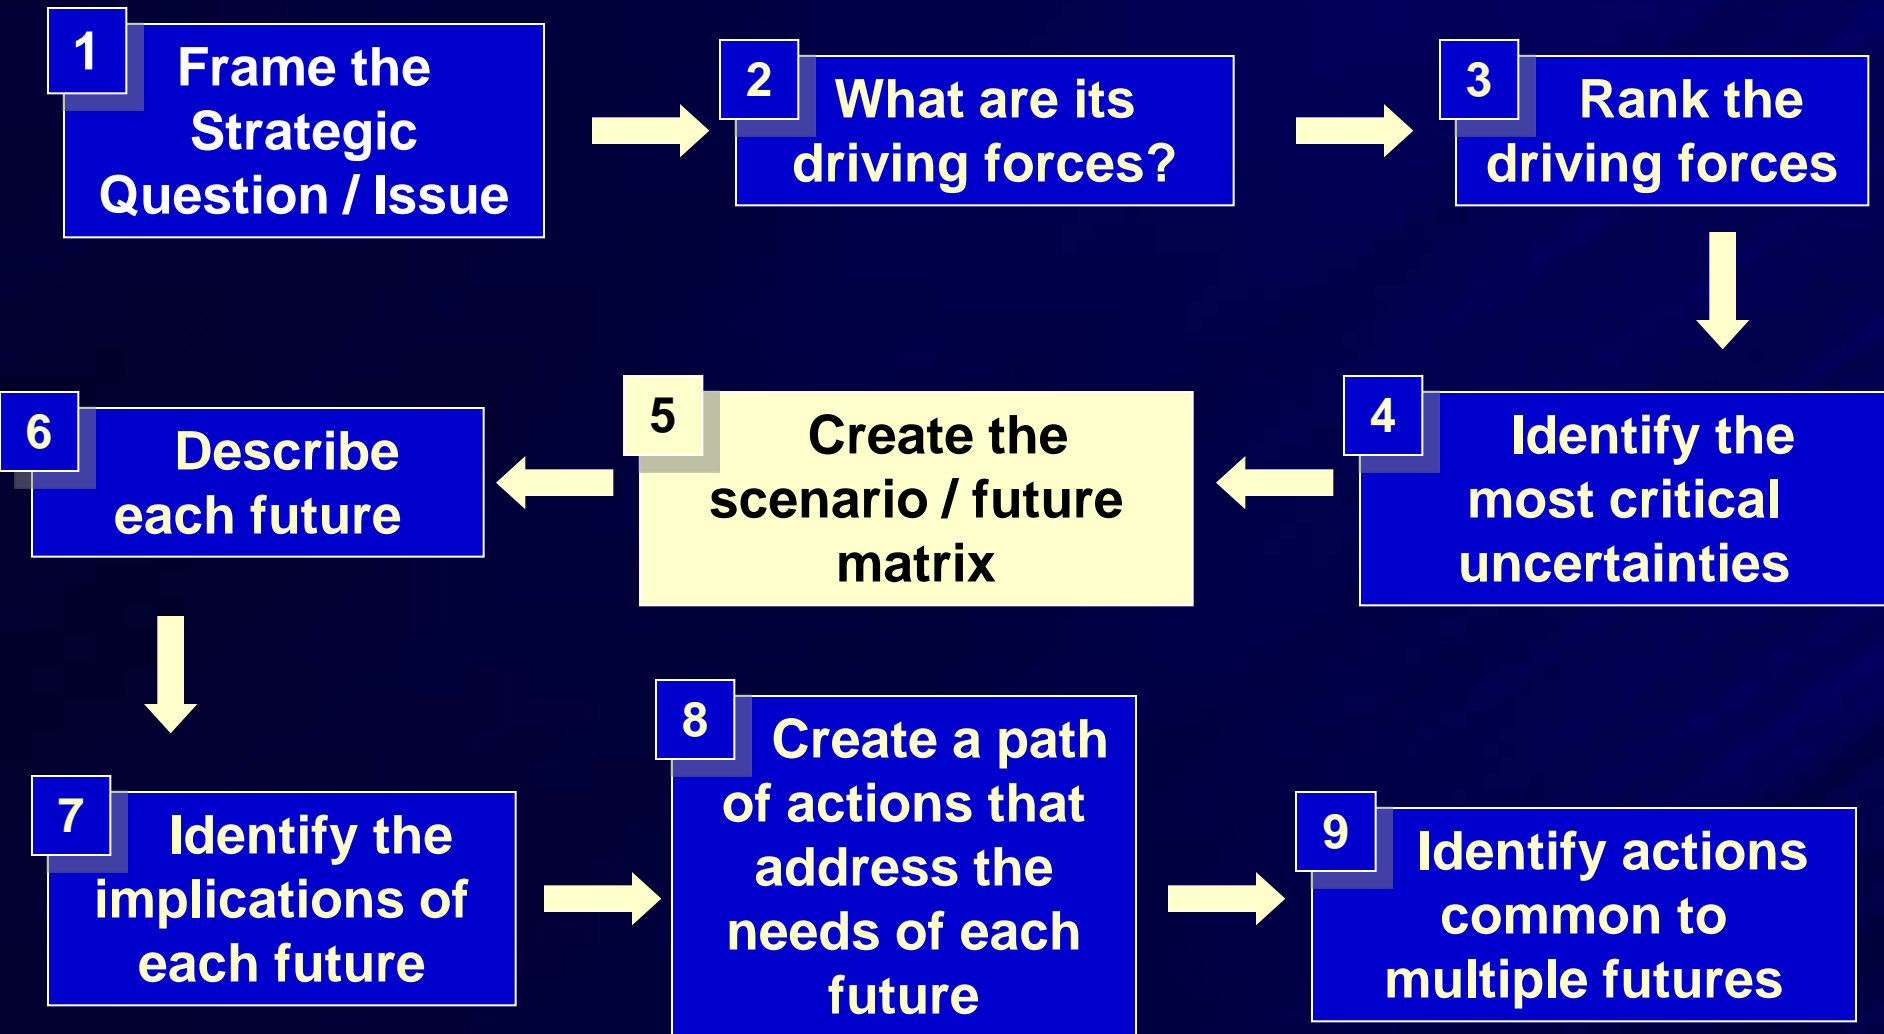 1
Frame the
Strategic
Question / Issue
2
What are its
driving forces?
3
Rank the
driving forces
4
Identify the
most critical
uncertainties
5
Create the
scenario / future
matrix
6
Describe
each future
7
Identify the
implications of
each future
8
Create a path
of actions that
address the
needs of each
future
9
Identify actions
common to
multiple futures